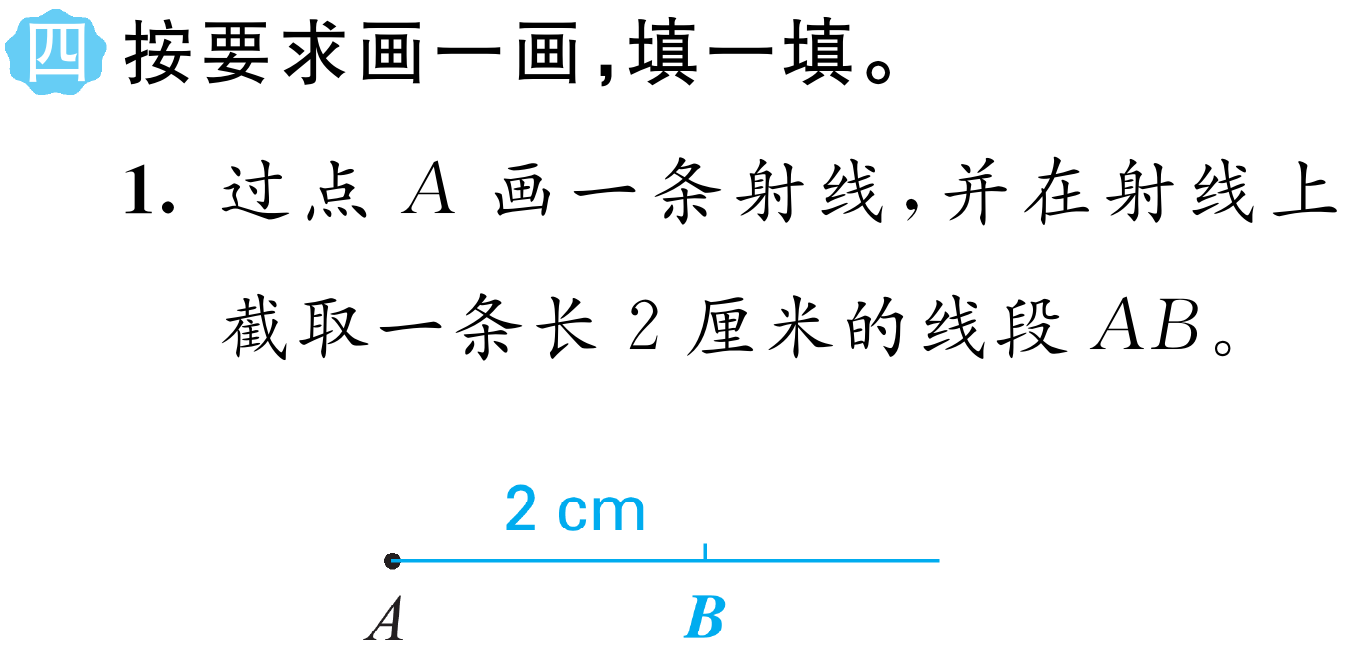 四 按要求画一画,填一填。
1. 过点 A 画一条射线,并在射线上
截取一条长 2 厘米的线段 AB。
2 cm
A B